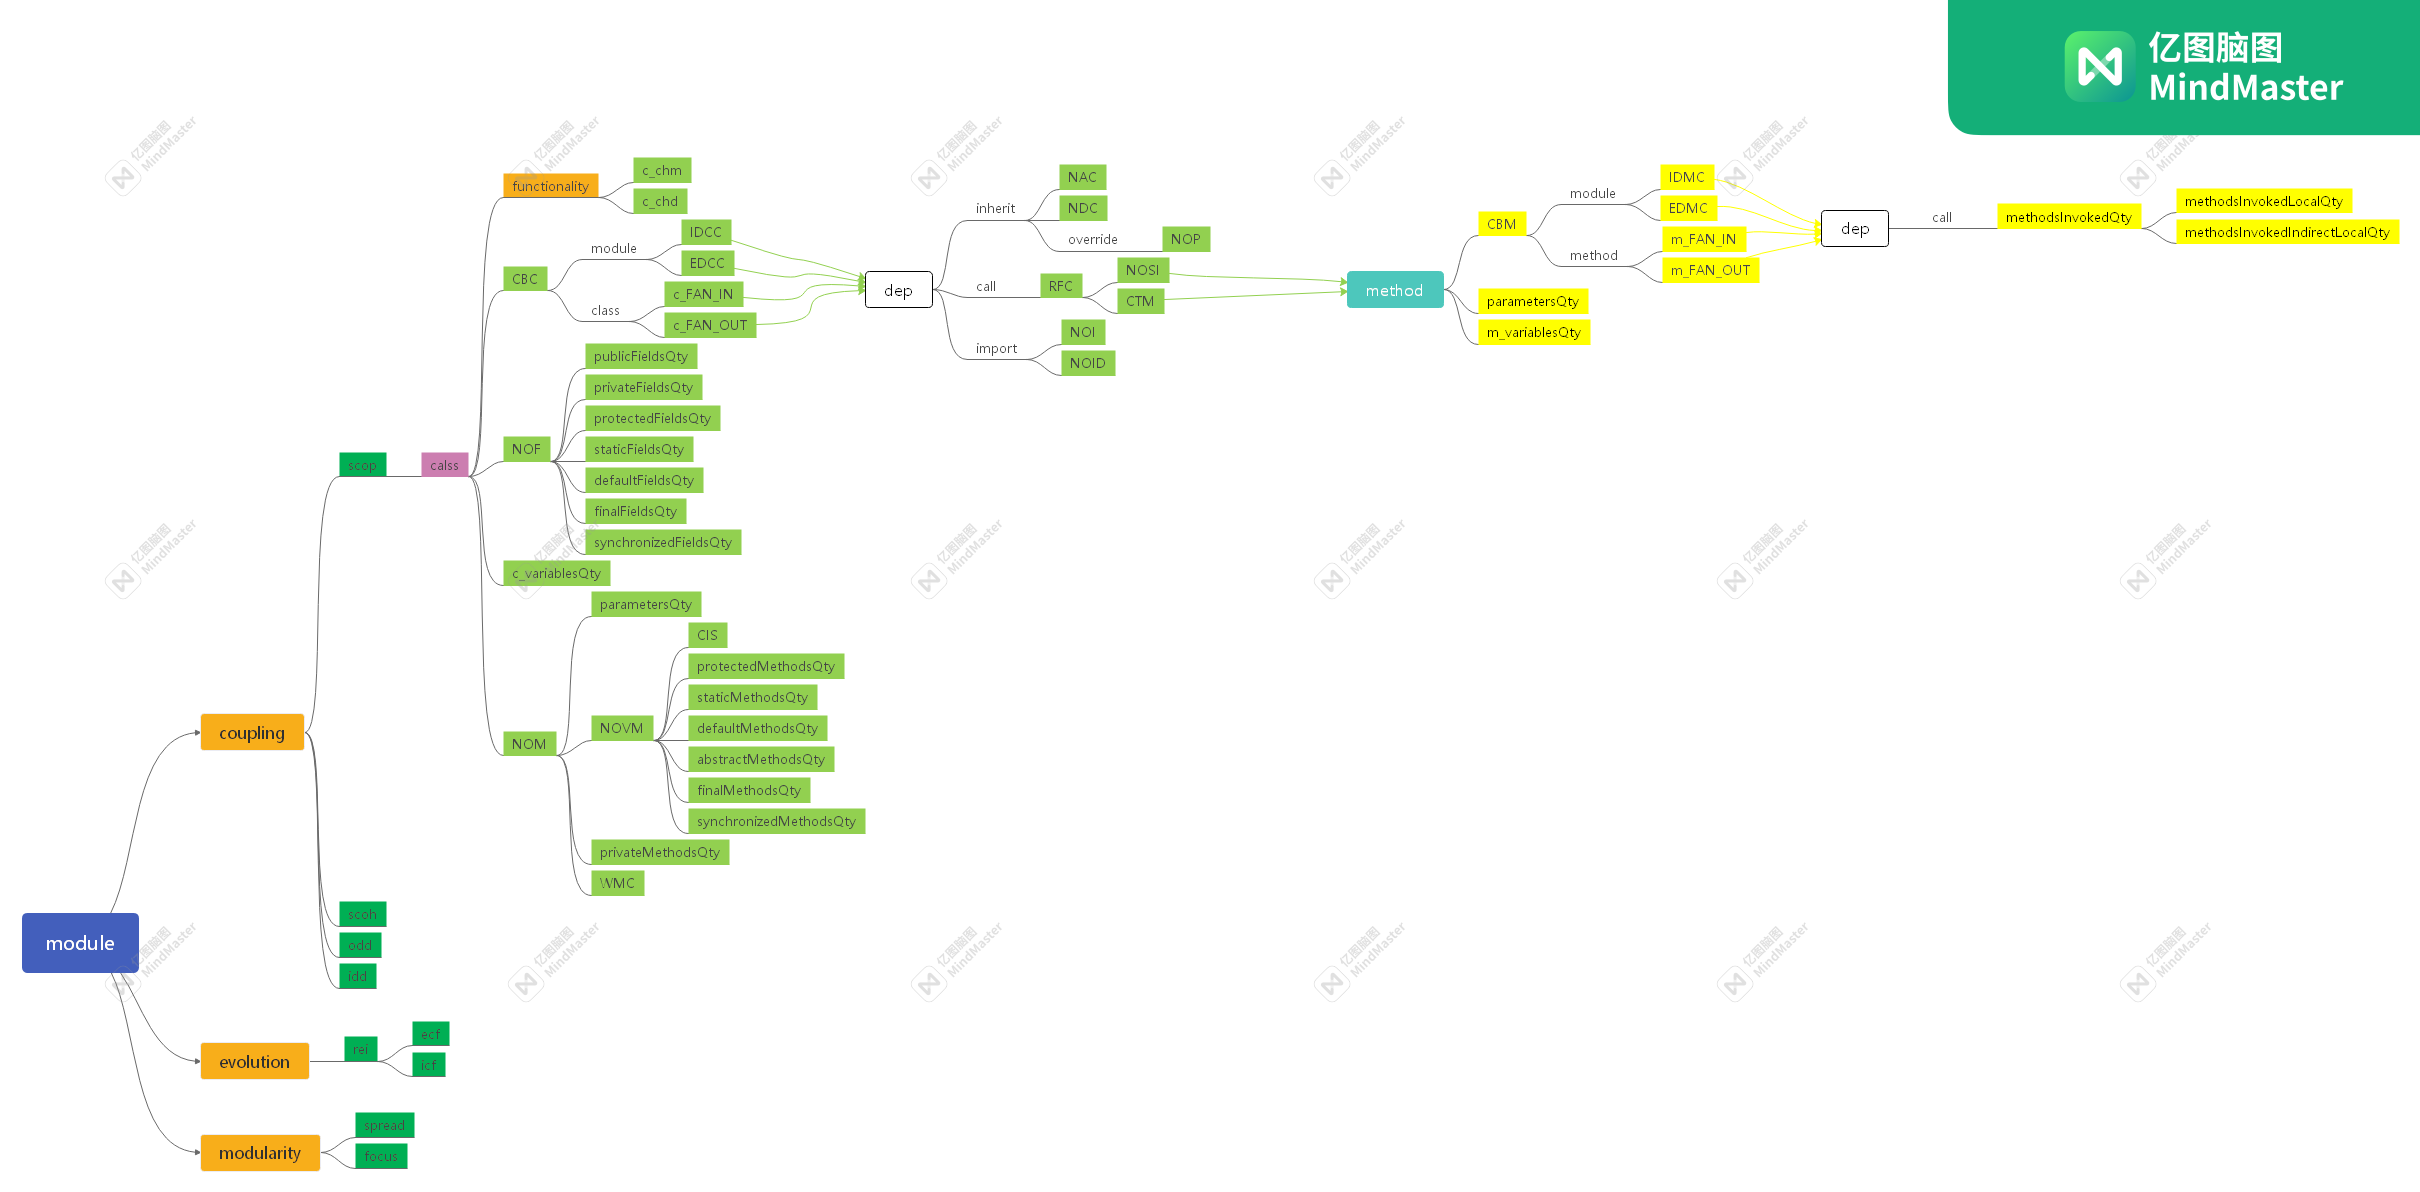 亿图脑图
MindMaster
module
coupling
scop
calss
functionality
c_chm
c_chd
CBC
module
IDCC
EDCC
class
c_FAN_IN
c_FAN_OUT
dep
inherit
NAC
NDC
override
NOP
call
RFC
NOSI
CTM
import
NOI
NOID
method
CBM
module
IDMC
EDMC
method
m_FAN_IN
m_FAN_OUT
dep
call
methodsInvokedQty
methodsInvokedLocalQty
methodsInvokedIndirectLocalQty
parametersQty
m_variablesQty
NOF
publicFieldsQty
privateFieldsQty
protectedFieldsQty
staticFieldsQty
defaultFieldsQty
finalFieldsQty
synchronizedFieldsQty
c_variablesQty
NOM
parametersQty
NOVM
CIS
protectedMethodsQty
staticMethodsQty
defaultMethodsQty
abstractMethodsQty
finalMethodsQty
synchronizedMethodsQty
privateMethodsQty
WMC
scoh
odd
idd
evolution
rei
ecf
icf
modularity
spread
focus